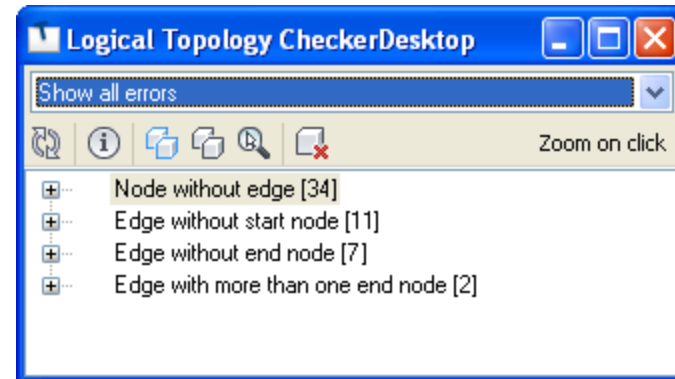 Logical Topology CheckerDesktop
Show all errors
Zoom on click
Node without edge [34]
Edge without start node [11]
Edge without end node [7]
Edge with more than one end node [2]